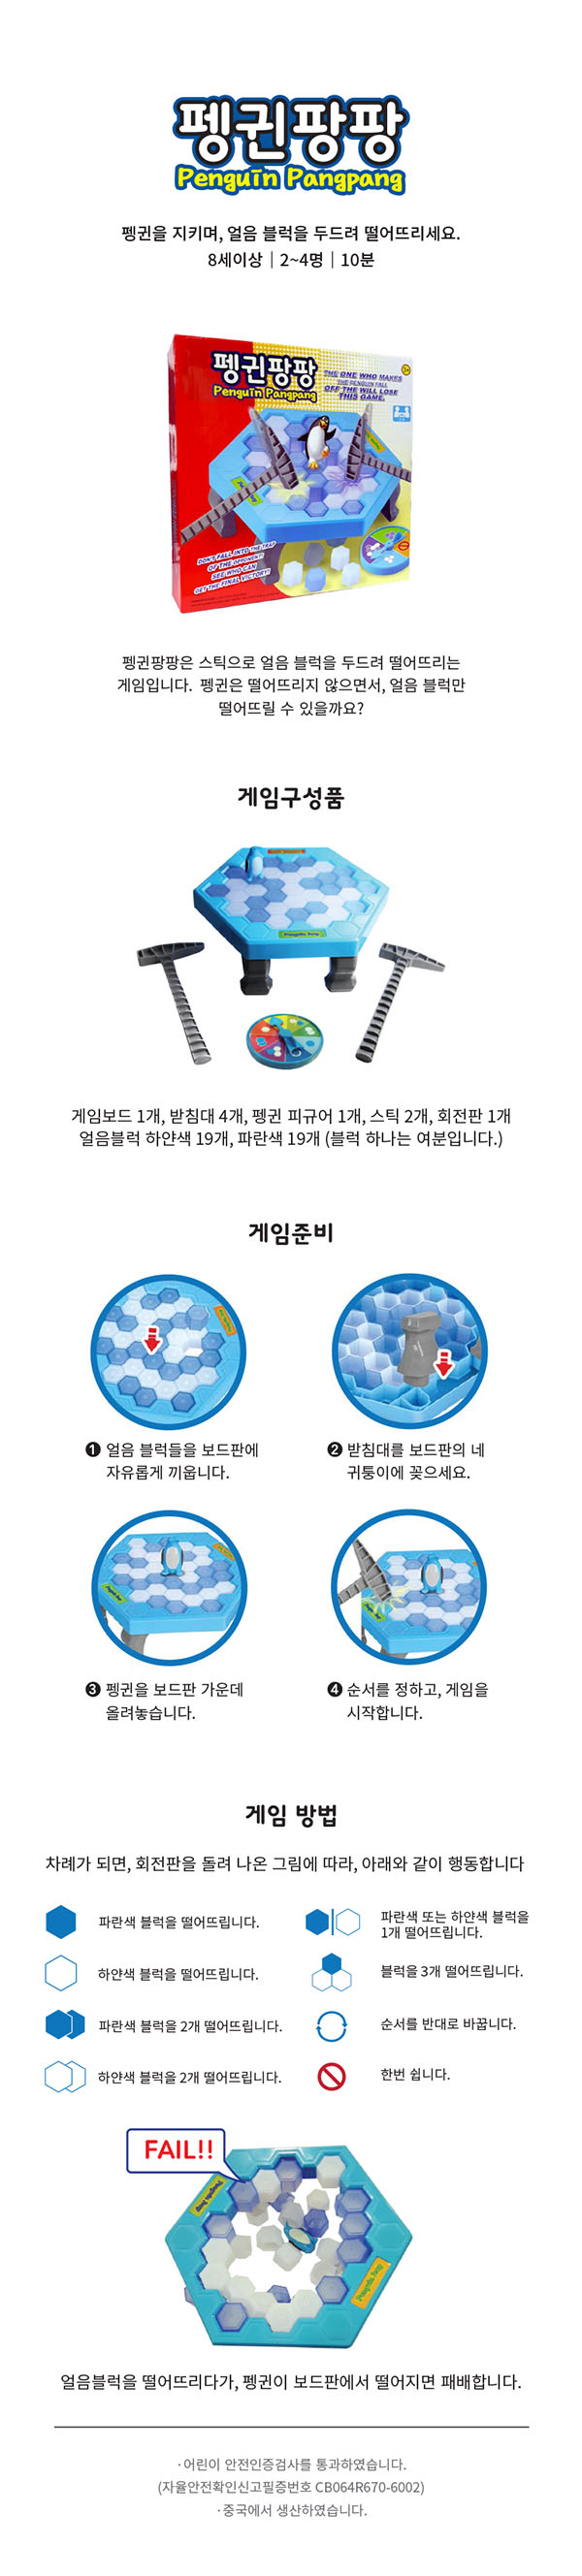 펭귄팡팡
Penguin Pangpang
펭귄을 지키며, 얼음 블럭을 두드려 떨어뜨리세요.
8세이상 | 2~4명 | 10분
펭귄팡팡
Penguin Pangpang
THE ONE WHO MAKES
THE PENGUIN FALL
OFF THE WILL LOSE
THIS GAME.
DON'T FALL INTO THE TRAP
OF THE OPPONENT!
SEE WHO CAN
GET THE FINAL VICTORY!
펭귄팡팡은 스틱으로 얼음 블럭을 두드려 떨어뜨리는
게임입니다. 펭귄은 떨어뜨리지 않으면서, 얼음 블럭만
떨어뜨릴 수 있을까요?
게임구성품
게임보드 1개, 받침대 4개, 펭귄 피규어 1개, 스틱 2개, 회전판 1개
얼음블럭 하얀색 19개, 파란색 19개 (블럭 하나는 여분입니다.)
게임준비
❶ 얼음 블럭들을 보드판에
자유롭게 끼웁니다.
❷ 받침대를 보드판의 네
귀퉁이에 꽂으세요.
❸ 펭귄을 보드판 가운데
올려놓습니다.
❹ 순서를 정하고, 게임을
시작합니다.
게임 방법
차례가 되면, 회전판을 돌려 나온 그림에 따라, 아래와 같이 행동합니다
파란색 블럭을 떨어뜨립니다.
파란색 또는 하얀색 블럭을
1개 떨어뜨립니다.
하얀색 블럭을 떨어뜨립니다.
블럭을 3개 떨어뜨립니다.
파란색 블럭을 2개 떨어뜨립니다.
순서를 반대로 바꿉니다.
하얀색 블럭을 2개 떨어뜨립니다.
한번 쉽니다.
FAIL!!
얼음블럭을 떨어뜨리다가, 펭귄이 보드판에서 떨어지면 패배합니다.
·어린이 안전인증검사를 통과하였습니다.
(자율안전확인신고필증번호 CB064R670-6002)
·중국에서 생산하였습니다.